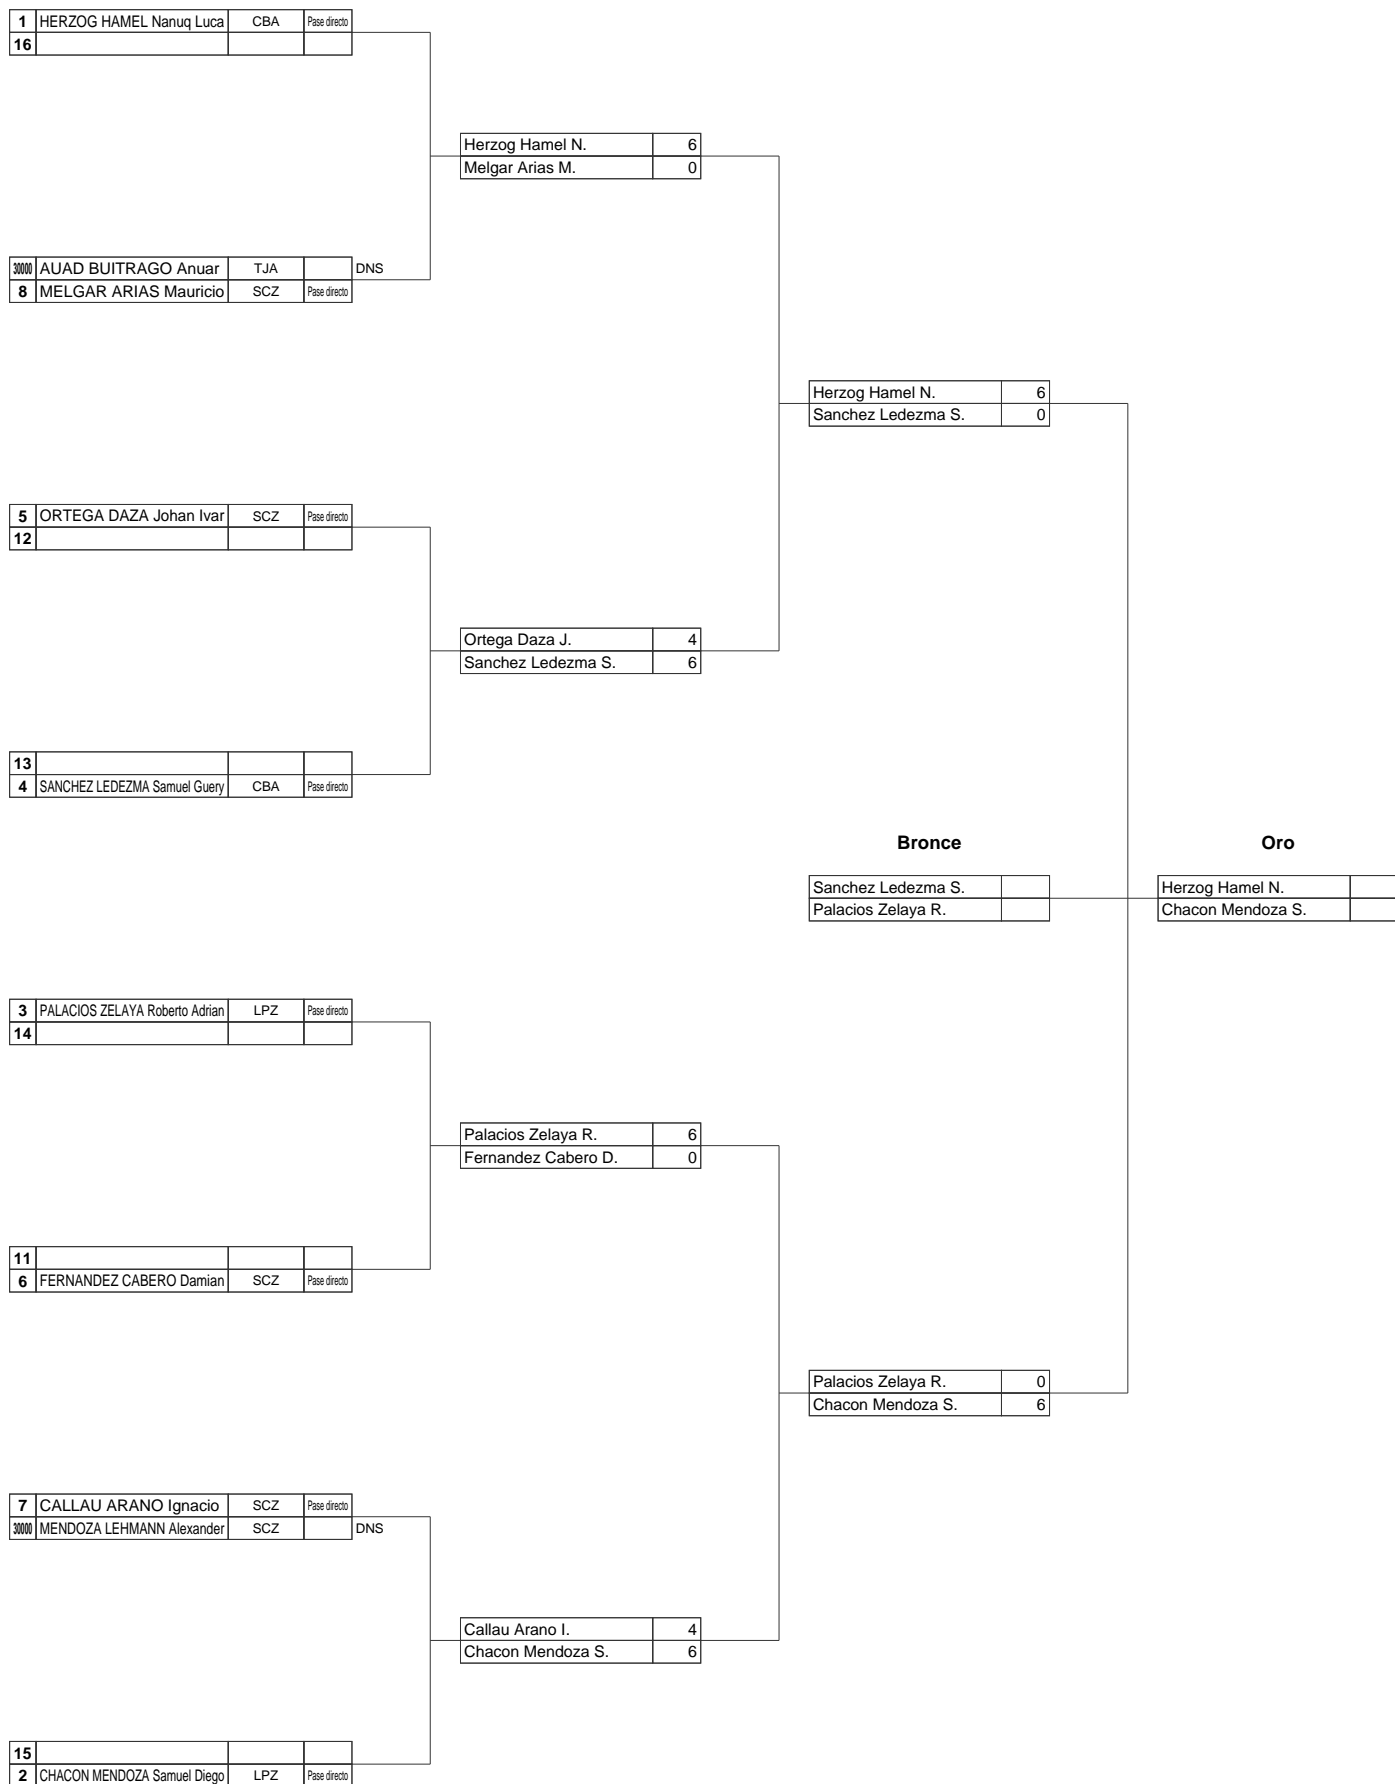 1 HERZOG HAMEL Nanuq Luca CBA Pase directo
16
Herzog Hamel N. 6
Melgar Arias M. 0
30000 AUAD BUITRAGO Anuar TJA DNS
8 MELGAR ARIAS Mauricio SCZ Pase directo
Herzog Hamel N. 6
Sanchez Ledezma S. 0
5 ORTEGA DAZA Johan Ivar SCZ Pase directo
12
Ortega Daza J. 4
Sanchez Ledezma S. 6
13
4 SANCHEZ LEDEZMA Samuel Guery CBA Pase directo
Bronce Oro
Sanchez Ledezma S. Herzog Hamel N.
Palacios Zelaya R. Chacon Mendoza S.
3 PALACIOS ZELAYA Roberto Adrian LPZ Pase directo
14
Palacios Zelaya R. 6
Fernandez Cabero D. 0
11
6 FERNANDEZ CABERO Damian SCZ Pase directo
Palacios Zelaya R. 0
Chacon Mendoza S. 6
7 CALLAU ARANO Ignacio SCZ Pase directo
30000 MENDOZA LEHMANN Alexander SCZ DNS
Callau Arano I. 4
Chacon Mendoza S. 6
15
2 CHACON MENDOZA Samuel Diego LPZ Pase directo